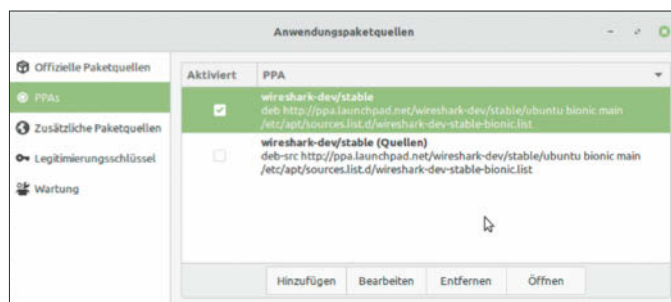 Anwendungspaketquellen
Offizielle Paketquellen
PPAs
Zusätzliche Paketquellen
Legitimierungsschlüssel
Wartung
Aktiviert PPA
wireshark-dev/stable
deb http://ppa.launchpad.net/wireshark-dev/stable/ubuntu bionic main
/etc/apt/sources.list.d/wireshark-dev-stable-bionic.list
wireshark-dev/stable (Quellen)
deb-src http://ppa.launchpad.net/wireshark-dev/stable/ubuntu bionic main
/etc/apt/sources.list.d/wireshark-dev-stable-bionic.list
Hinzufügen Bearbeiten Entfernen Öffnen